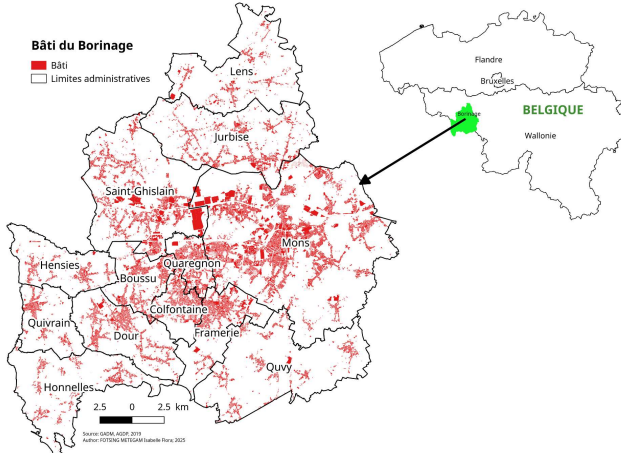 Bâti du Borinage
Bâti
Limites administratives
Lens
Jurbise
Saint-Ghislain
Mons
Hensies
Quaregnon
Boussu
Colfontaine
Quivrain
Dour
Framerie
Quvy
Honnelles
2.5 0 2.5 km
Source: GADM, AGDP, 2019
Author: FOTSING METEGAM Isabelle Flora; 2025
Flandre
Bruxelles
BELGIQUE
Borinage
Wallonie